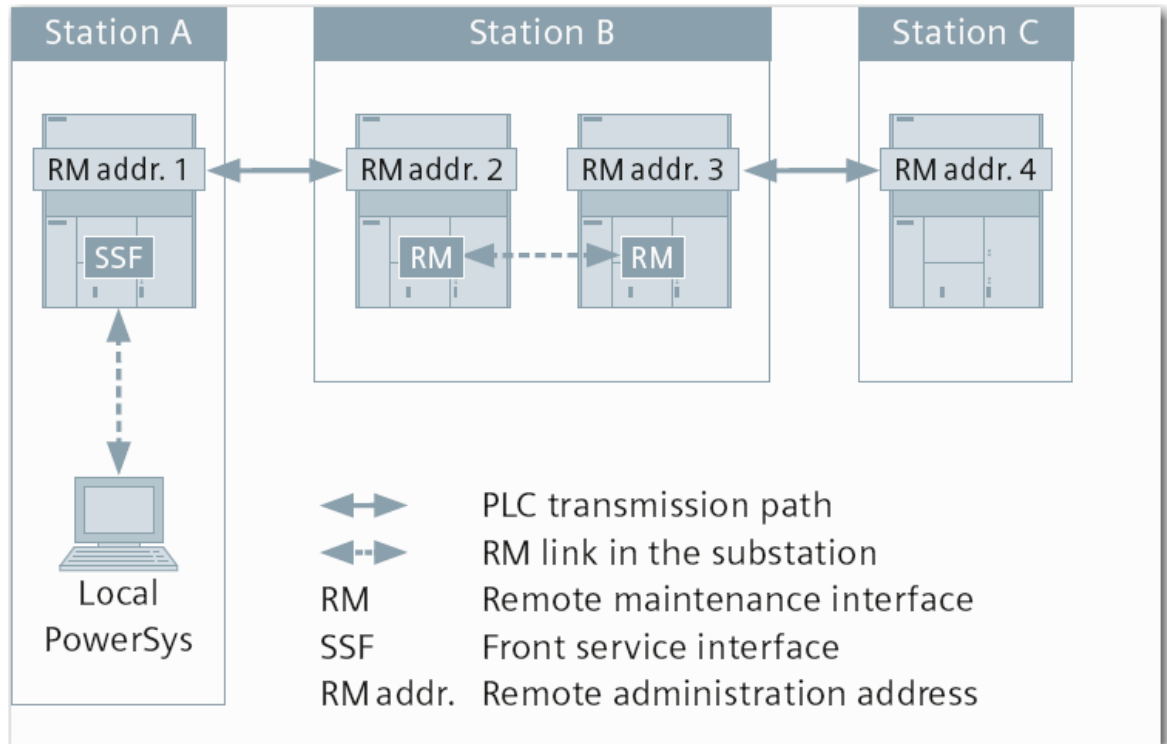 Station A
Station B
Station C
RM addr. 1
RM addr. 2
RM addr. 3
RM addr. 4
SSF
RM
RM
Local
PowerSys
PLC transmission path
RM link in the substation
RM Remote maintenance interface
SSF Front service interface
RM addr. Remote administration address